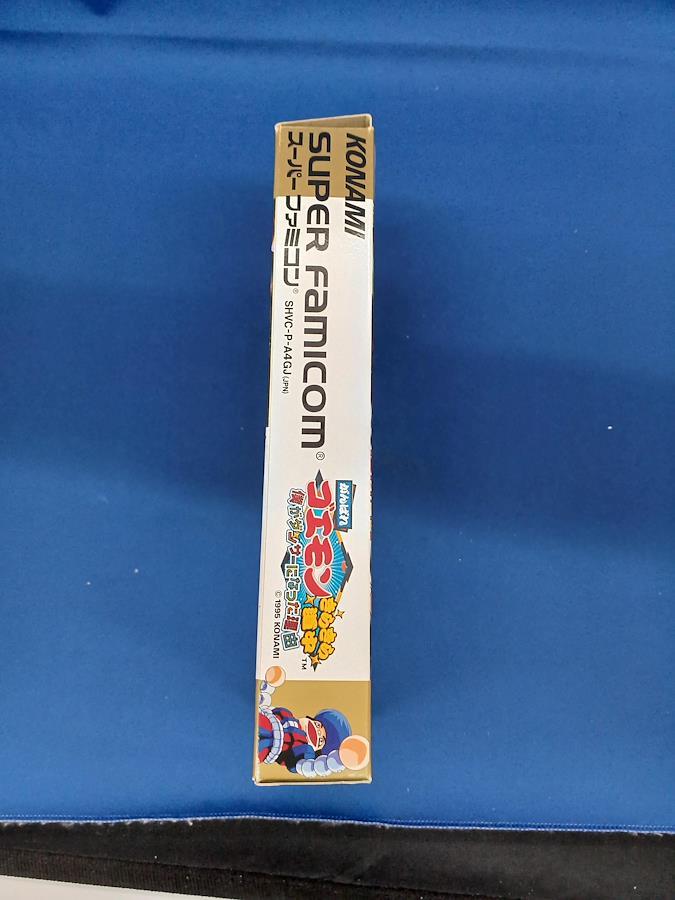 KONAMI
SUPER FAMICOM®
スーパーファミコン®
SHVC-P-A4GJ(JPN)
がんばれ
ゴエモン
きらきら
道中™
僕がダンサーになった理由
©1995 KONAMI